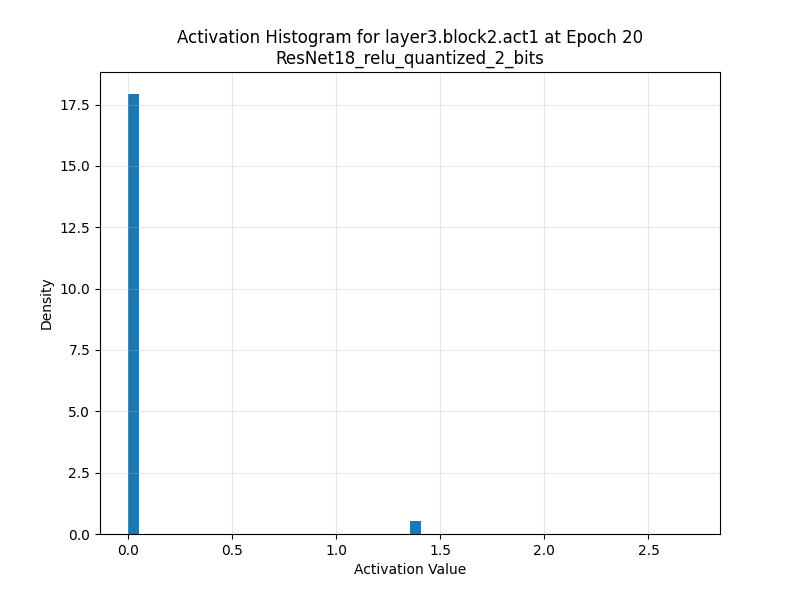 Activation Histogram for layer3.block2.act1 at Epoch 20
ResNet18_relu_quantized_2_bits
17.5
15.0
12.5
10.0
7.5
5.0
2.5
0.0
Density
0.0 0.5 1.0 1.5 2.0 2.5
Activation Value